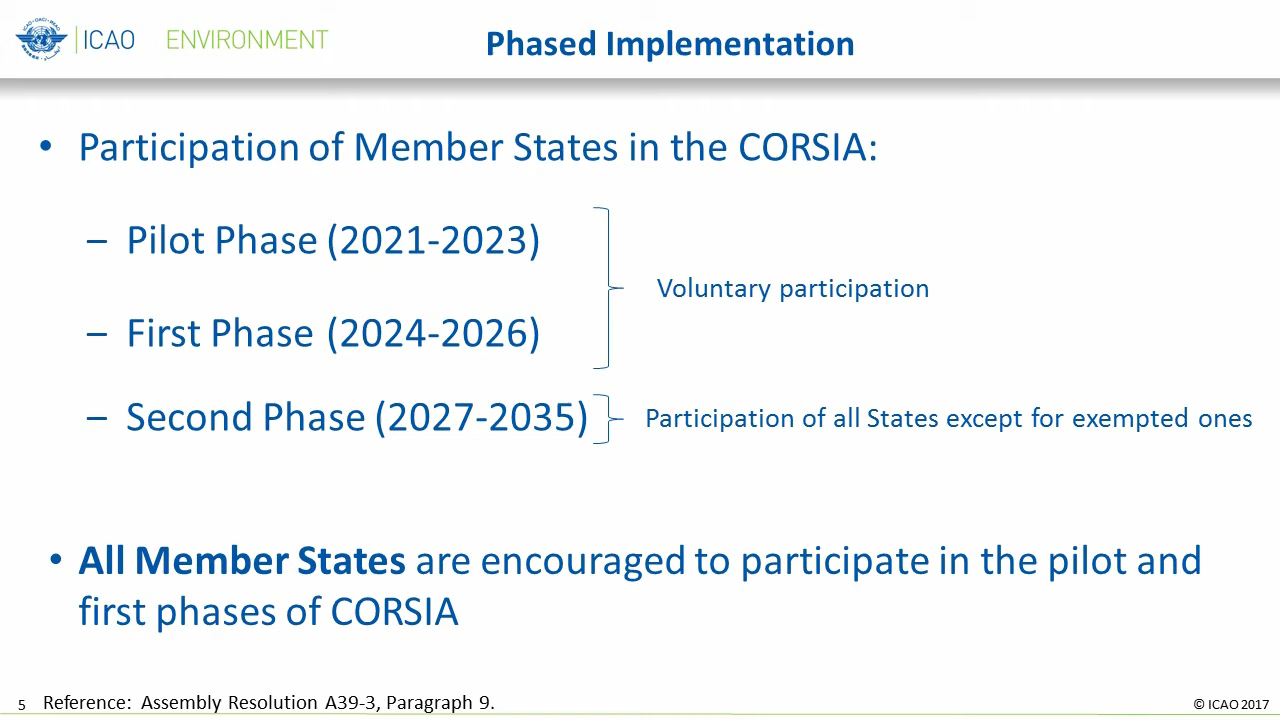 ICAO ENVIRONMENT
Phased Implementation
• Participation of Member States in the CORSIA:
– Pilot Phase (2021-2023)
Voluntary participation
– First Phase (2024-2026)
– Second Phase (2027-2035)
Participation of all States except for exempted ones
• All Member States are encouraged to participate in the pilot and
first phases of CORSIA
5 Reference: Assembly Resolution A39-3, Paragraph 9.
© ICAO 2017